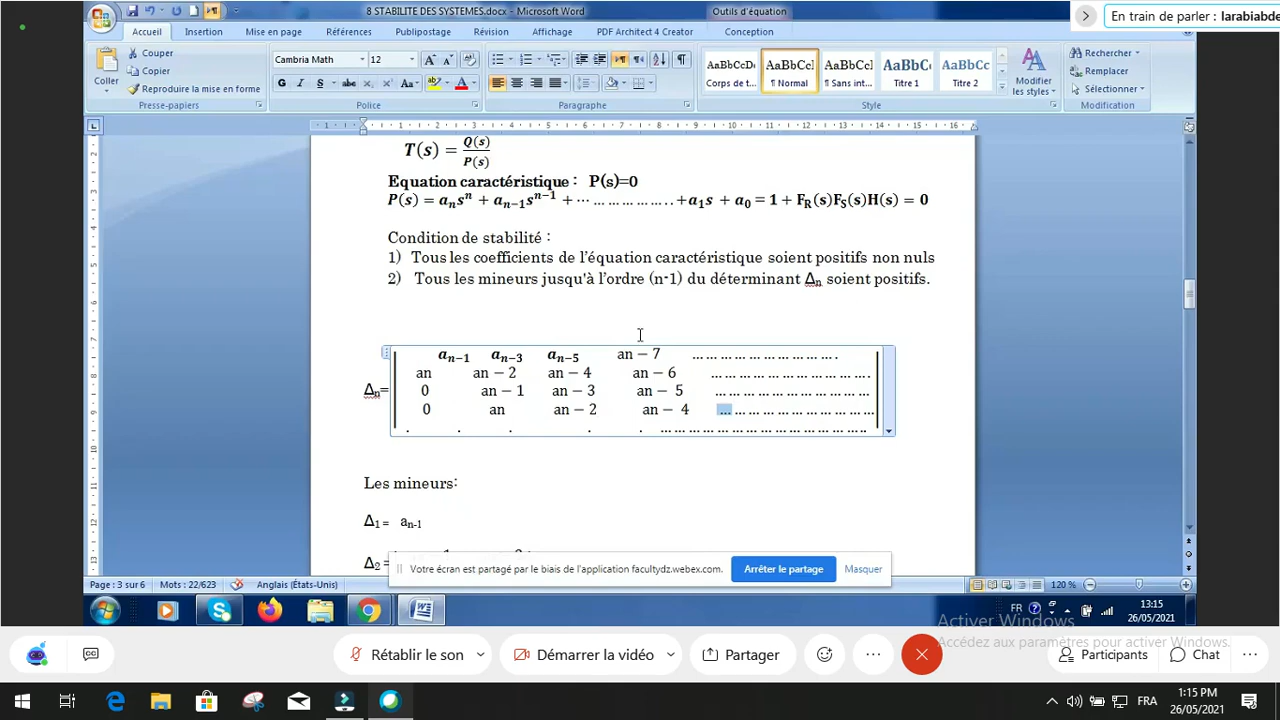 8 STABILITE DES SYSTEMES.docx - Microsoft Word
Outils d'équation
En train de parler : larabiabde
Accueil Insertion Mise en page Références Publipostage Révision Affichage PDF Architect 4 Creator Conception
Coller
Couper
Copier
Reproduire la mise en forme
Presse-papiers
Cambria Math 12
Police
Paragraphe
AaBbCcDc AaBbCcI AaBbCcI AaBbC AaBbCc
Corps de t... ¶ Normal ¶ Sans int... Titre 1 Titre 2
Style
Modifier les styles
Rechercher
Remplacer
Sélectionner
Modification
T(s) = Q(s)/P(s)
Equation caractéristique : P(s)=0
P(s) = aₙsⁿ + aₙ₋₁sⁿ⁻¹ + ⋯ … … … … . . +a₁s + a₀ = 1 + F_R(s)F_S(s)H(s) = 0
Condition de stabilité :
1) Tous les coefficients de l'équation caractéristique soient positifs non nuls
2) Tous les mineurs jusqu'à l'ordre (n-1) du déterminant Δₙ soient positifs.
aₙ₋₁ aₙ₋₃ aₙ₋₅ an − 7 … … … … … … … … … .
an an − 2 an − 4 an − 6 … … … … … … … … … … .
Δₙ= 0 an − 1 an − 3 an − 5 … … … … … … … … … … …
0 an an − 2 an − 4 … … … … … … … … … … …
. . . . . … … … … … … … … … … … … … ..
Les mineurs:
Δ₁ = aₙ₋₁
Δ₂ =
Votre écran est partagé par le biais de l'application facultydz.webex.com. Arrêter le partage Masquer
Page : 3 sur 6 Mots : 22/623 Anglais (États-Unis) 120 %
FR 13:15
26/05/2021
Activer Windows
Accédez aux paramètres pour activer Windows.
Rétablir le son Démarrer la vidéo Partager Participants Chat
FRA 1:15 PM
26/05/2021